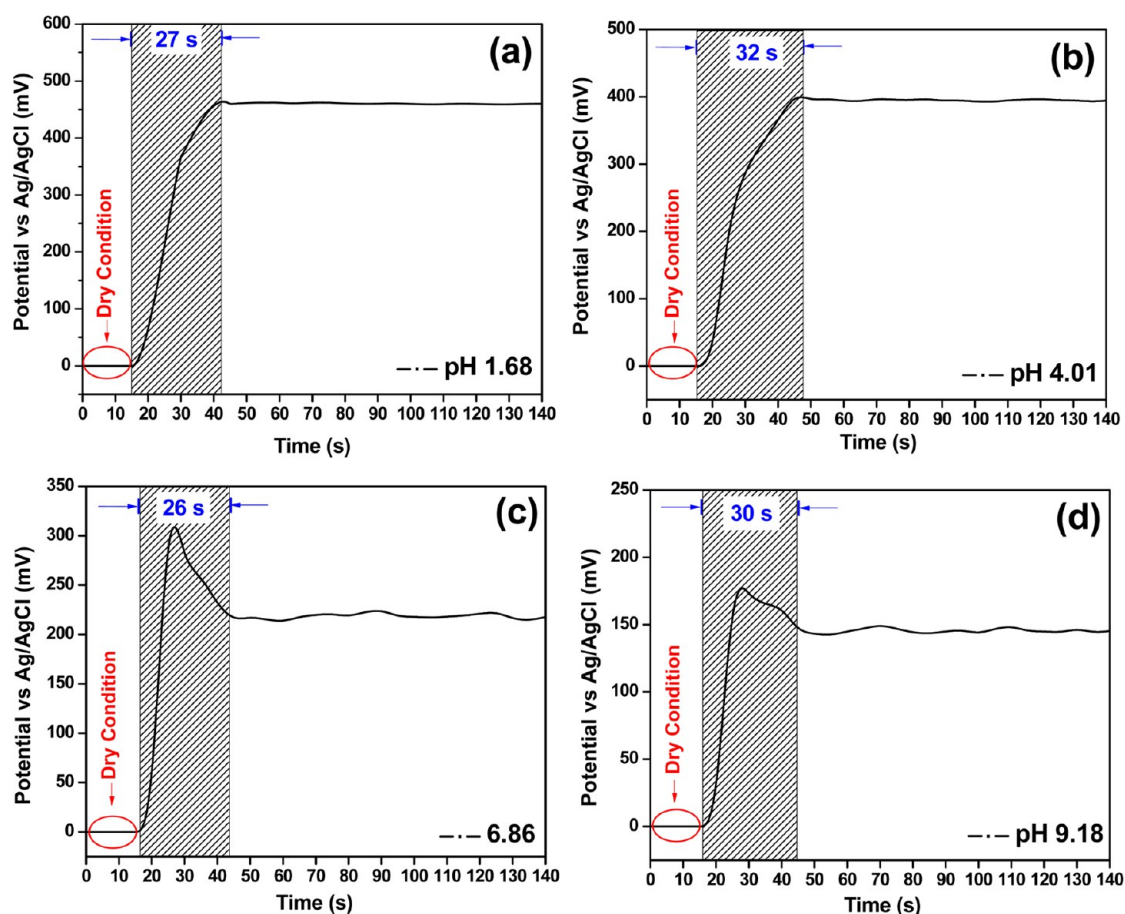 27 s
(a)
Potential vs Ag/AgCl (mV)
600
500
400
300
200
100
0
Dry Condition
pH 1.68
0 10 20 30 40 50 60 70 80 90 100 110 120 130 140
Time (s)
32 s
(b)
Potential vs Ag/AgCl (mV)
500
400
300
200
100
0
Dry Condition
pH 4.01
0 10 20 30 40 50 60 70 80 90 100 110 120 130 140
Time (s)
26 s
(c)
Potential vs Ag/AgCl (mV)
350
300
250
200
150
100
50
0
Dry Condition
6.86
0 10 20 30 40 50 60 70 80 90 100 110 120 130 140
Time (s)
30 s
(d)
Potential vs Ag/AgCl (mV)
250
200
150
100
50
0
Dry Condition
pH 9.18
0 10 20 30 40 50 60 70 80 90 100 110 120 130 140
Time (s)